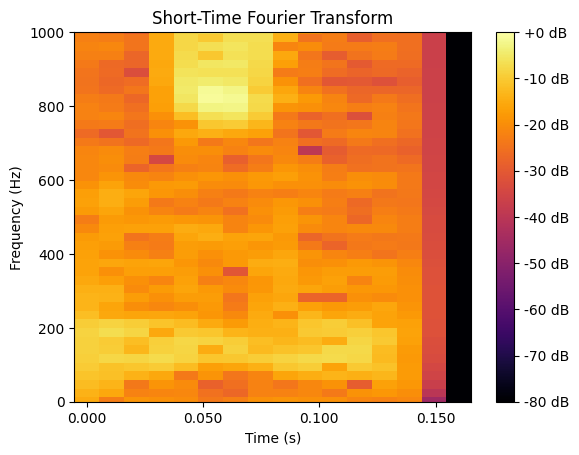 Short-Time Fourier Transform
Frequency (Hz)
1000
800
600
400
200
0
0.000
0.050
0.100
0.150
Time (s)
+0 dB
-10 dB
-20 dB
-30 dB
-40 dB
-50 dB
-60 dB
-70 dB
-80 dB